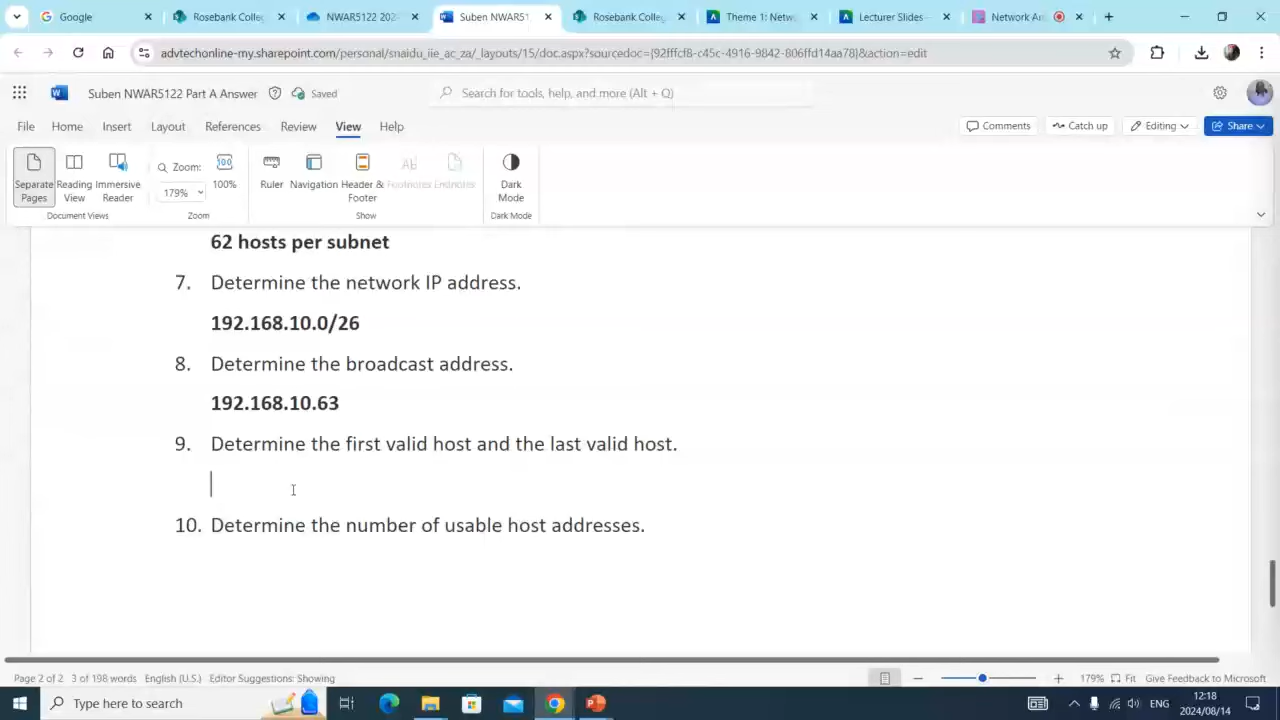 Google
Rosebank Colleg
NWAR5122 202
Suben NWAR51
Rosebank Colleg
Theme 1: Netwo
Lecturer Slides –
Network Ar
advtechonline-my.sharepoint.com/personal/snaidu_iie_ac_za/_layouts/15/doc.aspx?sourcedoc={92fffcf8-c45c-4916-9842-806ffd14aa78}&action=edit
Suben NWAR5122 Part A Answer
Saved
Search for tools, help, and more (Alt + Q)
File Home Insert Layout References Review View Help
Comments Catch up Editing Share
Separate Pages
Reading View
Immersive Reader
Zoom:
179%
100%
Ruler
Navigation
Header & Footer
Footnotes
Endnotes
Dark Mode
Document Views Zoom Show Dark Mode
62 hosts per subnet
7. Determine the network IP address.
192.168.10.0/26
8. Determine the broadcast address.
192.168.10.63
9. Determine the first valid host and the last valid host.
10. Determine the number of usable host addresses.
Page 2 of 2 3 of 198 words English (U.S.) Editor Suggestions: Showing 179% Fit Give Feedback to Microsoft
Type here to search
ENG
12:18
2024/08/14